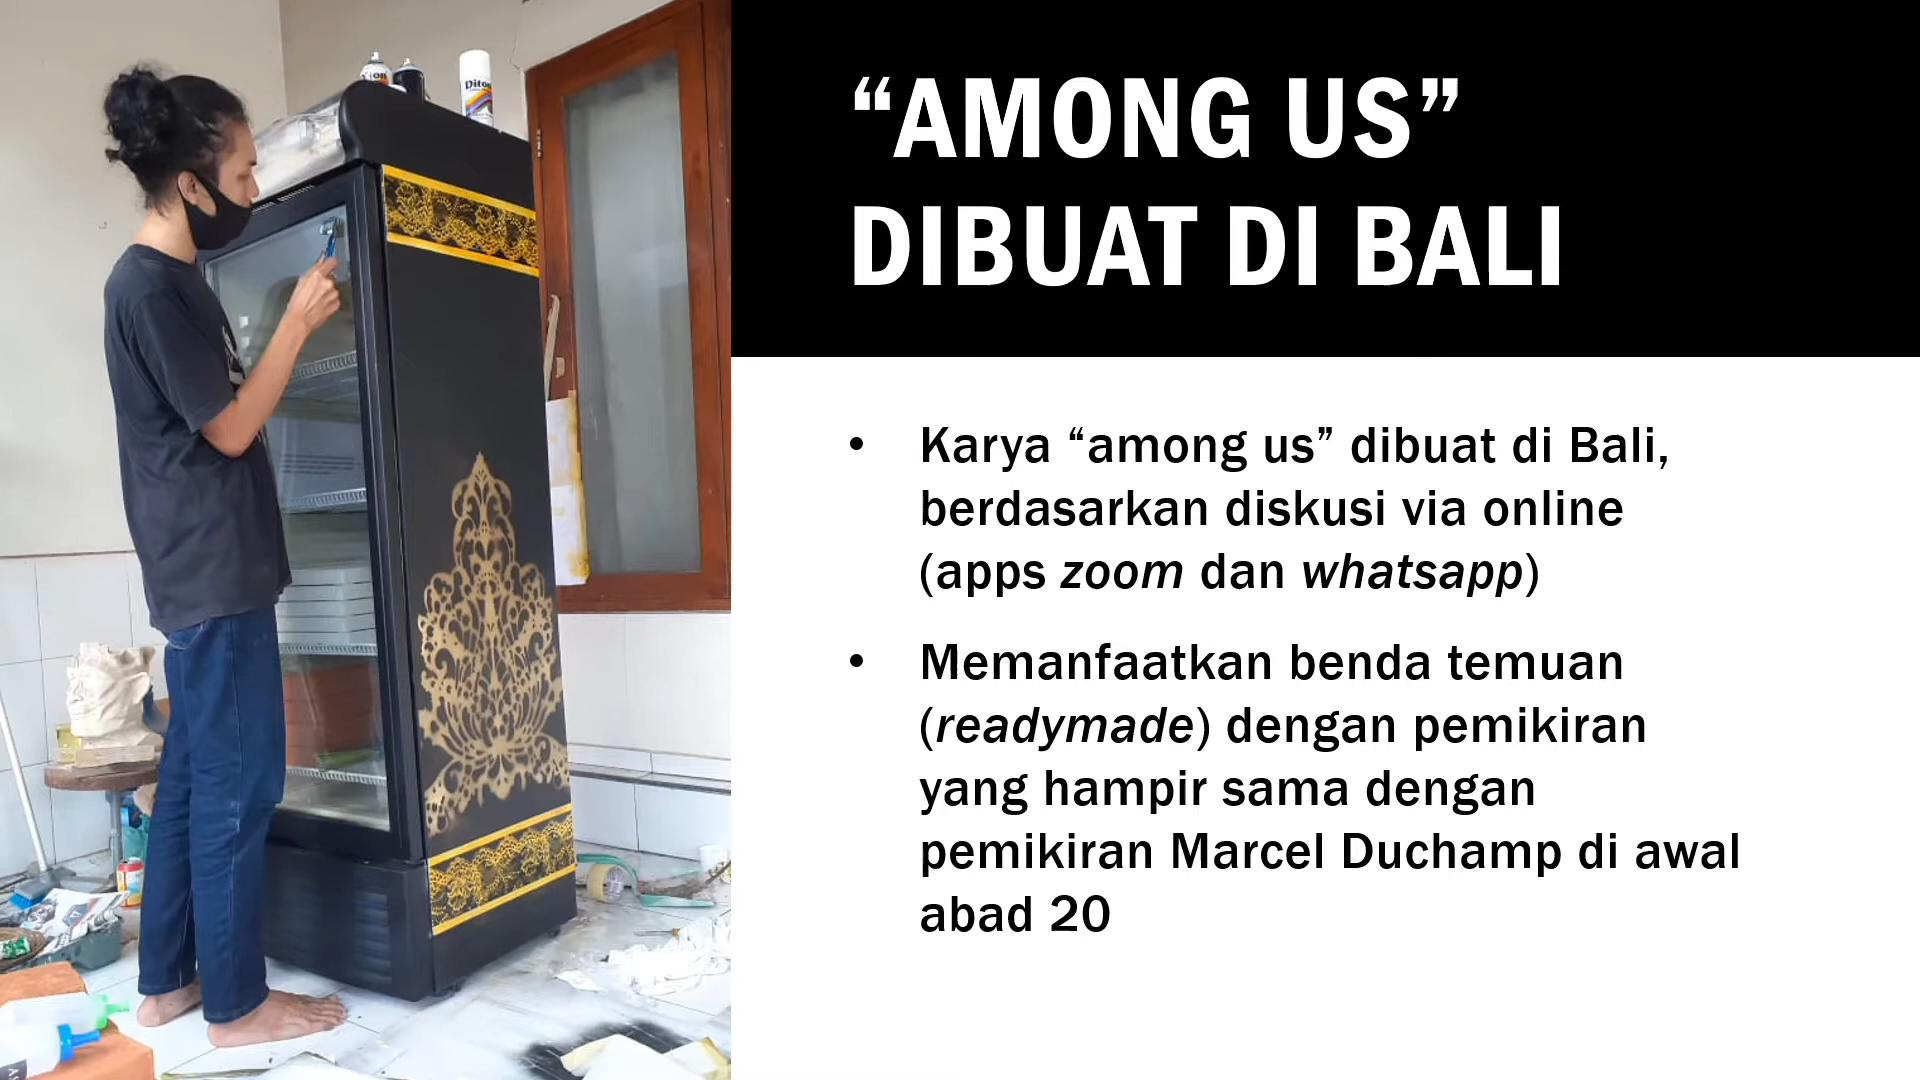 Diton
“AMONG US”
DIBUAT DI BALI
• Karya “among us” dibuat di Bali,
berdasarkan diskusi via online
(apps zoom dan whatsapp)
• Memanfaatkan benda temuan
(readymade) dengan pemikiran
yang hampir sama dengan
pemikiran Marcel Duchamp di awal
abad 20